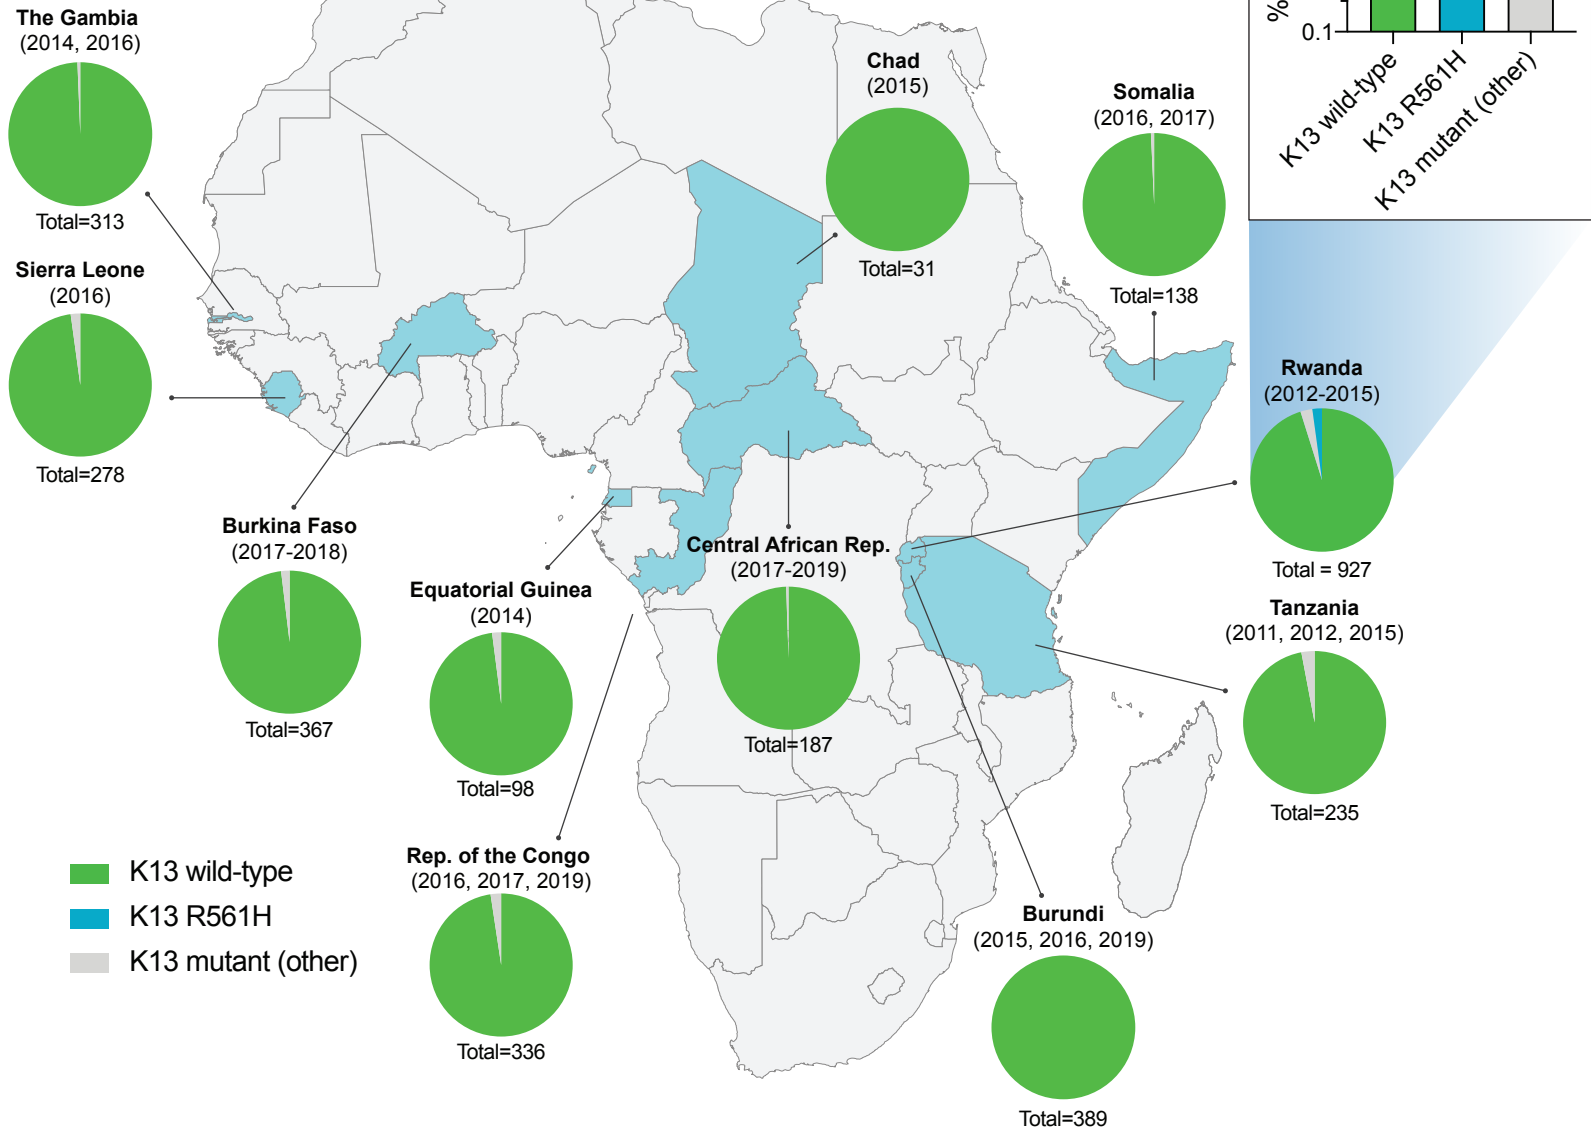 The Gambia
(2014, 2016)
Total=313
Sierra Leone
(2016)
Total=278
Burkina Faso
(2017-2018)
Total=367
Equatorial Guinea
(2014)
Total=98
Rep. of the Congo
(2016, 2017, 2019)
Total=336
Central African Rep.
(2017-2019)
Total=187
Chad
(2015)
Total=31
Somalia
(2016, 2017)
Total=138
%
0.1
K13 wild-type
K13 R561H
K13 mutant (other)
Rwanda
(2012-2015)
Total = 927
Tanzania
(2011, 2012, 2015)
Total=235
Burundi
(2015, 2016, 2019)
Total=389
K13 wild-type
K13 R561H
K13 mutant (other)